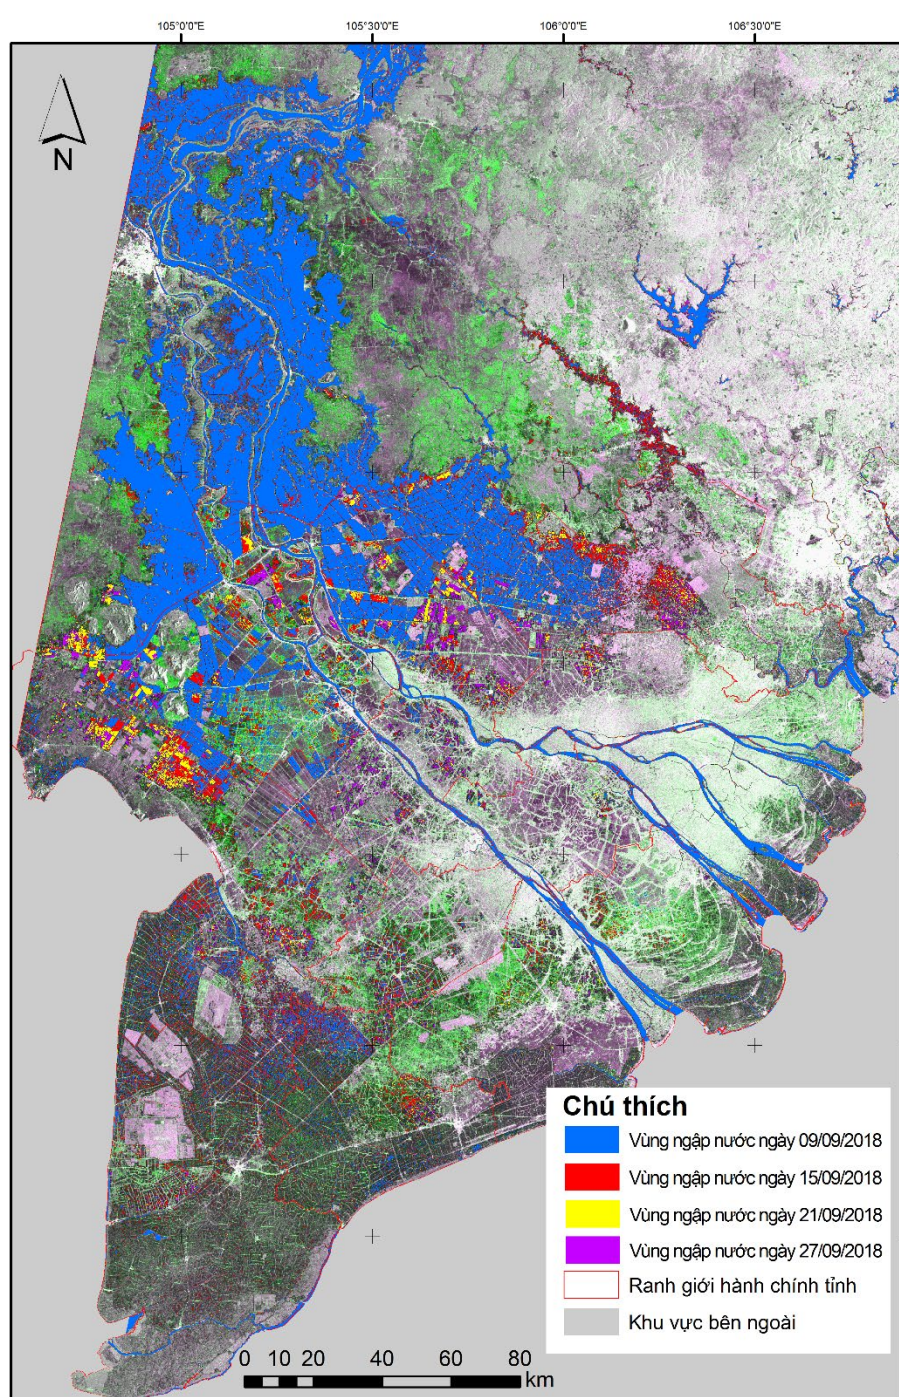 105°0'0"E 105°30'0"E 106°0'0"E 106°30'0"E
N
Chú thích
Vùng ngập nước ngày 09/09/2018
Vùng ngập nước ngày 15/09/2018
Vùng ngập nước ngày 21/09/2018
Vùng ngập nước ngày 27/09/2018
Ranh giới hành chính tỉnh
Khu vực bên ngoài
0 10 20 40 60 80
km